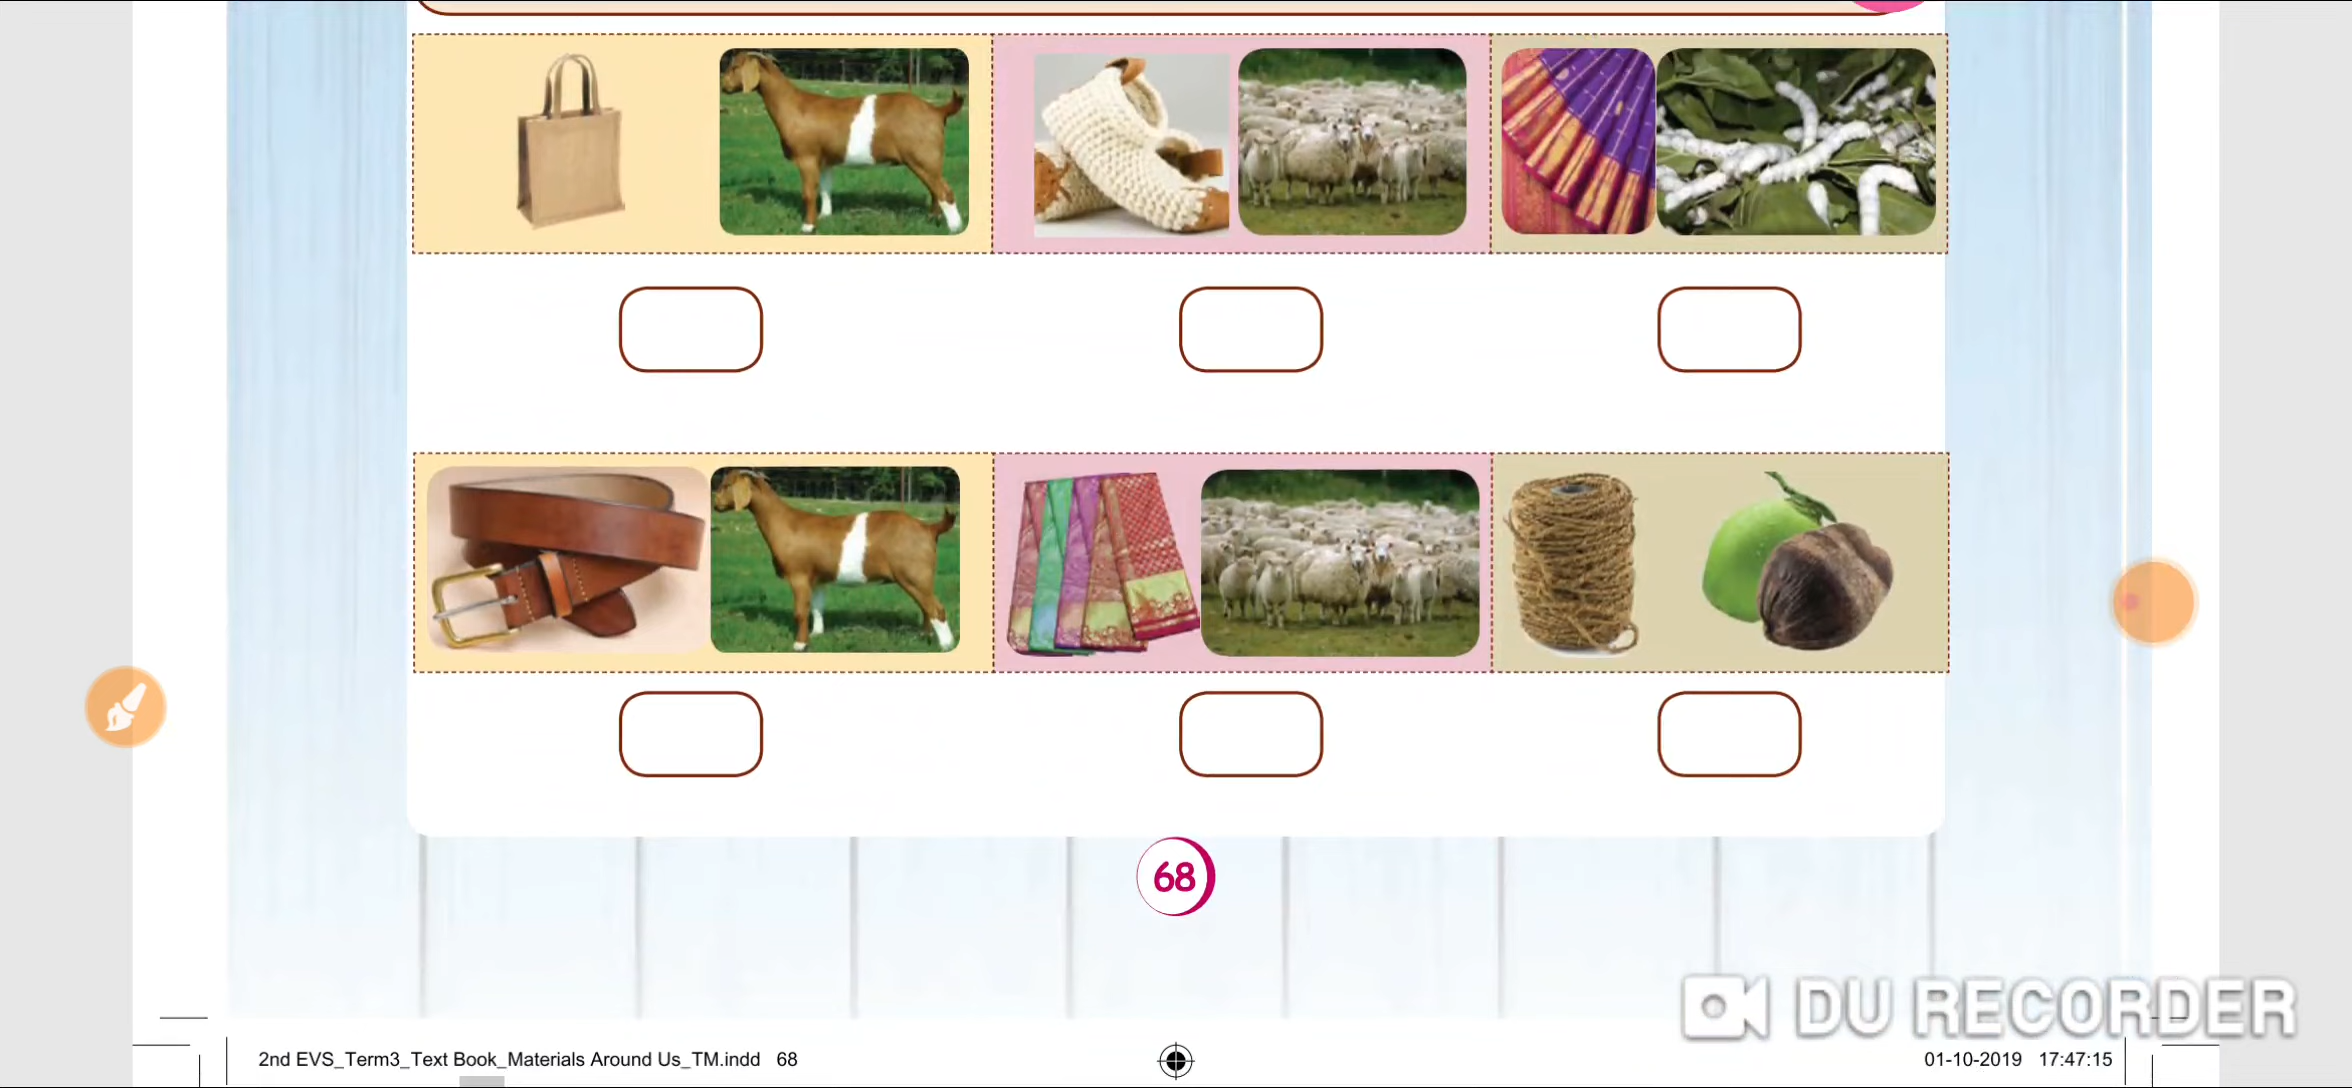 68
DU RECORDER
2nd EVS_Term3_Text Book_Materials Around Us_TM.indd 68
01-10-2019 17:47:15